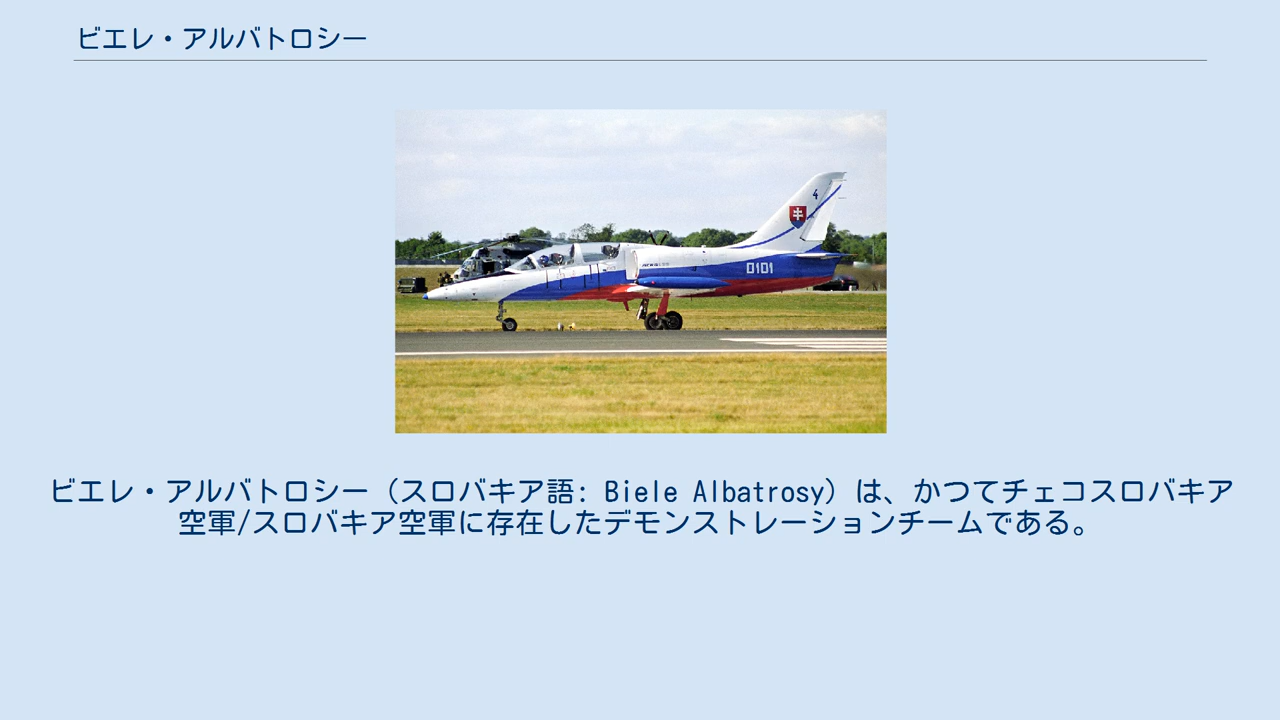 ビエレ・アルバトロシー
4
0101
ビエレ・アルバトロシー（スロバキア語: Biele Albatrosy）は、かつてチェコスロバキア
空軍/スロバキア空軍に存在したデモンストレーションチームである。